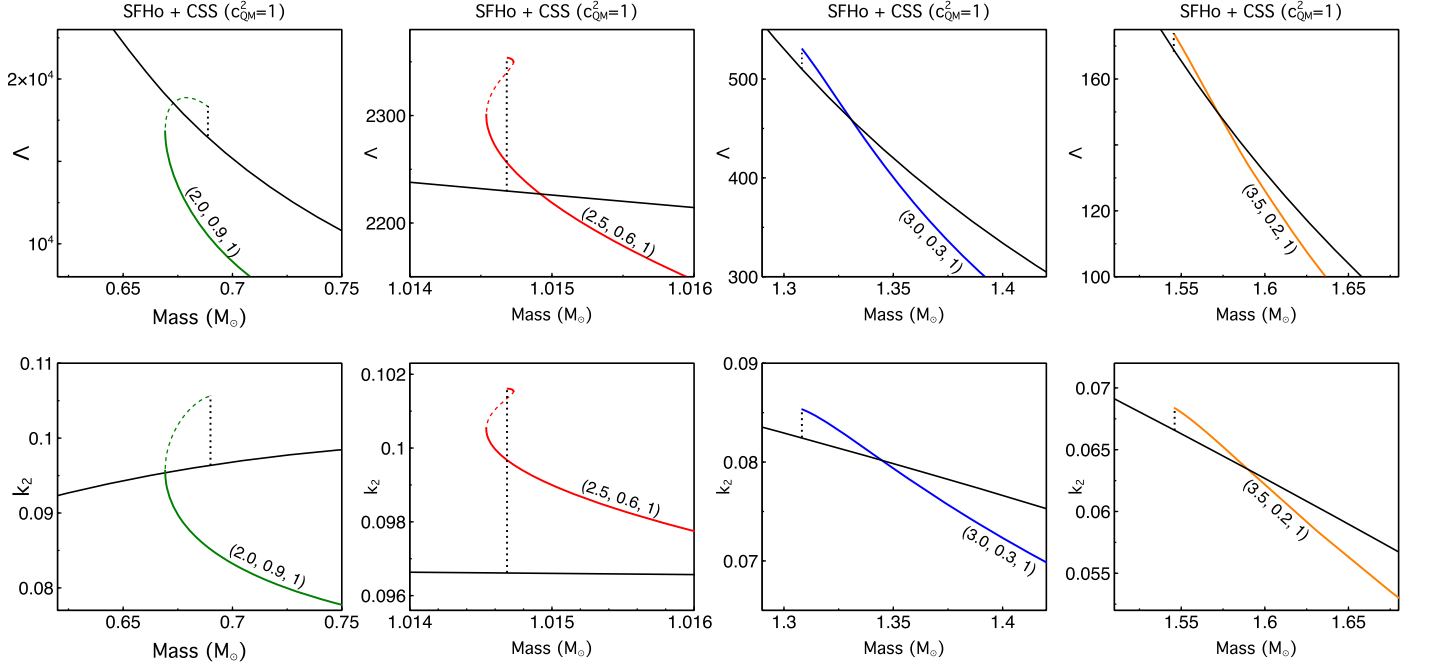 SFHo + CSS (c²QM=1)
SFHo + CSS (c²QM=1)
SFHo + CSS (c²QM=1)
2×10⁴
10⁴
Λ
(2.0, 0.9, 1)
0.65
0.7
0.75
Mass (M☉)
2300
2200
Λ
(2.5, 0.6, 1)
1.014
1.015
1.016
Mass (M☉)
500
400
300
Λ
(3.0, 0.3, 1)
1.3
1.35
1.4
Mass (M☉)
160
140
120
100
Λ
(3.5, 0.2, 1)
1.55
1.6
1.65
Mass (M☉)
0.11
0.1
0.09
0.08
k₂
(2.0, 0.9, 1)
0.65
0.7
0.75
Mass (M☉)
0.102
0.1
0.098
0.096
k₂
(2.5, 0.6, 1)
1.014
1.015
1.016
Mass (M☉)
0.09
0.08
0.07
k₂
(3.0, 0.3, 1)
1.3
1.35
1.4
Mass (M☉)
0.07
0.065
0.06
0.055
k₂
(3.5, 0.2, 1)
1.55
1.6
1.65
Mass (M☉)